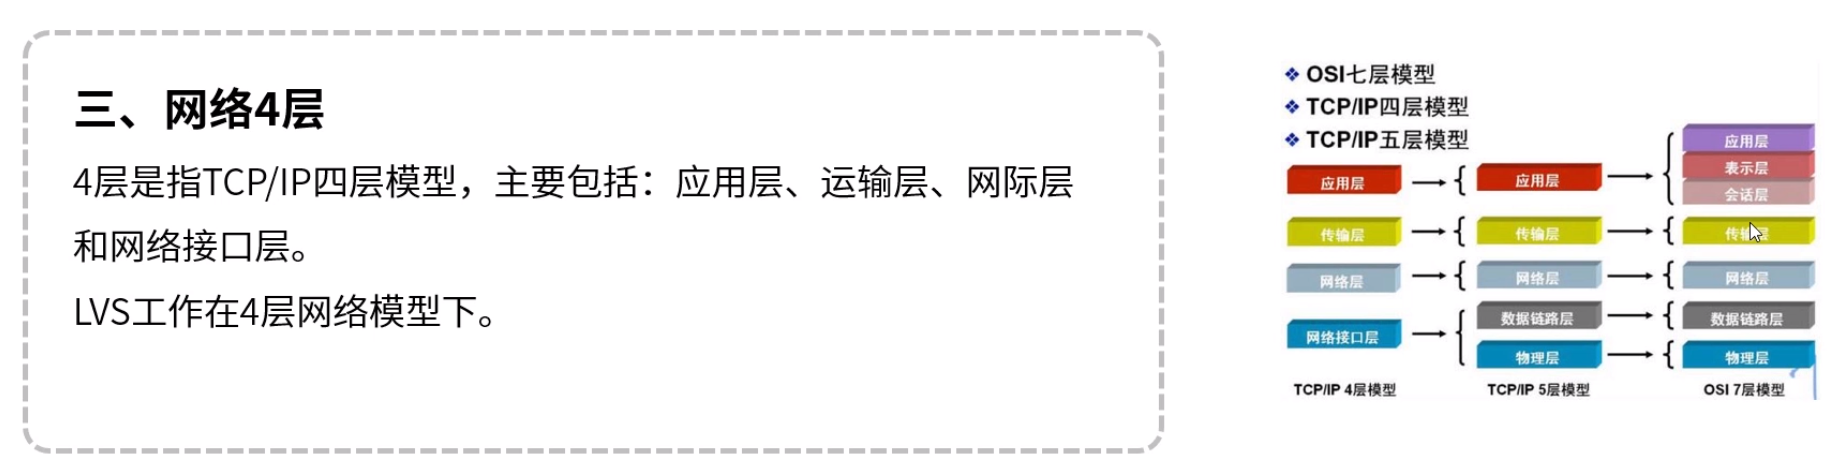 三、网络4层
4层是指TCP/IP四层模型，主要包括：应用层、运输层、网际层
和网络接口层。
LVS工作在4层网络模型下。
❖ OSI七层模型
❖ TCP/IP四层模型
❖ TCP/IP五层模型
应用层
传输层
网络层
网络接口层
TCP/IP 4层模型
应用层
传输层
网络层
数据链路层
物理层
TCP/IP 5层模型
应用层
表示层
会话层
传输层
网络层
数据链路层
物理层
OSI 7层模型